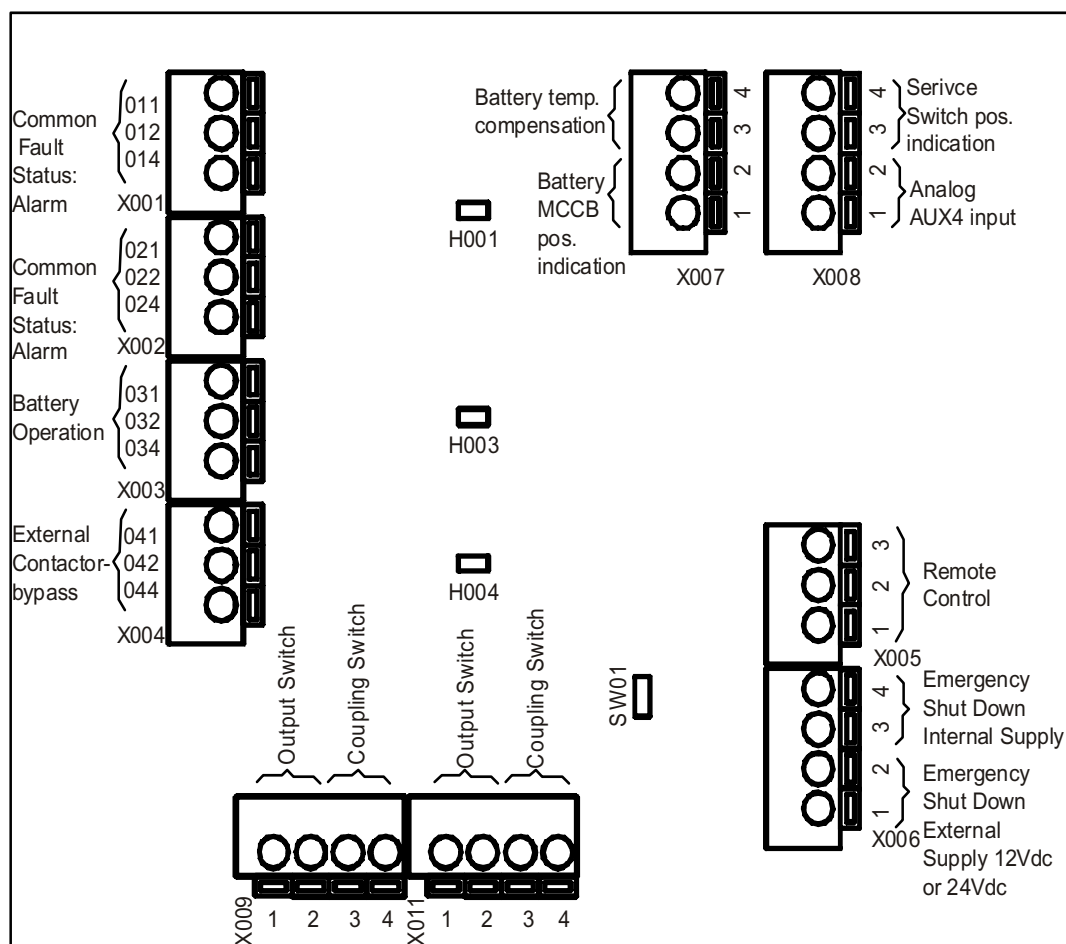 Common
Fault
Status:
Alarm
011
012
014
X001
Common
Fault
Status:
Alarm
021
022
024
X002
Battery
Operation
031
032
034
X003
External
Contactor-
bypass
041
042
044
X004
H001
H003
H004
Battery temp.
compensation
Battery
MCCB
pos.
indication
4
3
2
1
X007
4
3
2
1
X008
Serivce
Switch pos.
indication
Analog
AUX4 input
3
2
1
X005
Remote
Control
4
3
2
1
X006
Emergency
Shut Down
Internal Supply
Emergency
Shut Down
External
Supply 12Vdc
or 24Vdc
SW01
Output Switch
Coupling Switch
Output Switch
Coupling Switch
X009
1 2 3 4
X011
1 2 3 4